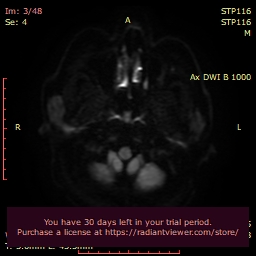 Im: 3/48
Se: 4
A
STP116
STP116
M
Ax DWI B 1000
R
L
You have 30 days left in your trial period.
Purchase a license at https://radiantviewer.com/store/